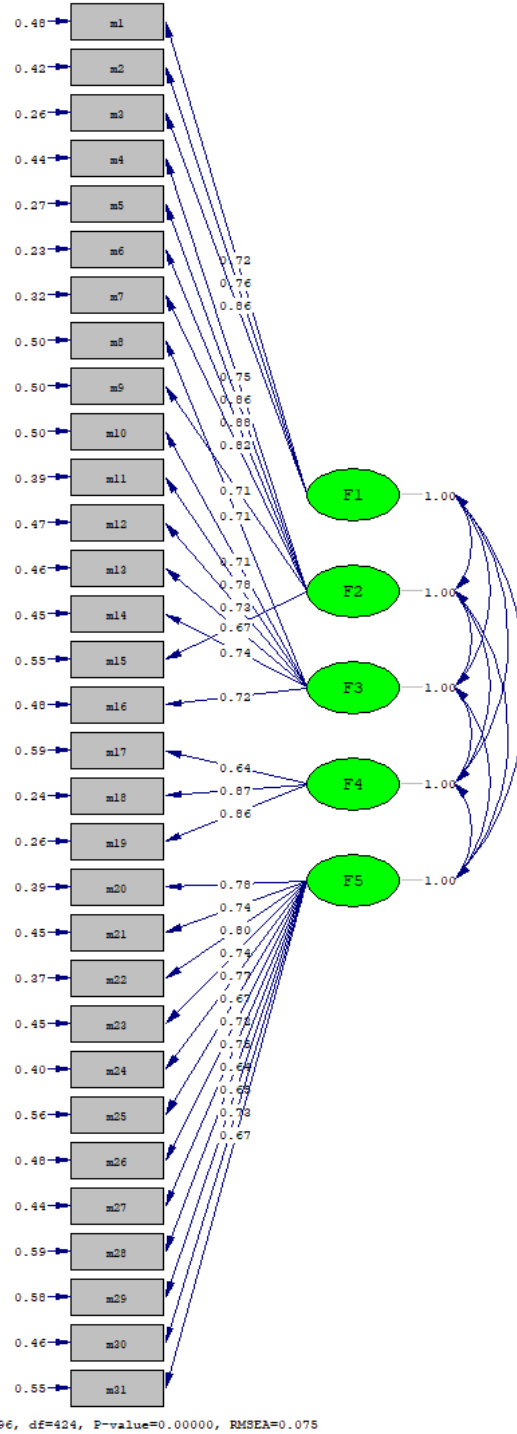 0.48 m1
0.42 m2
0.26 m3
0.44 m4
0.27 m5
0.23 m6
0.72
0.76
0.32 m7
0.86
0.50 m8
0.75
0.50 m9
0.86
0.88
0.50 m10
0.82
0.39 m11
0.71
F1 1.00
0.71
0.47 m12
0.71
0.46 m13
0.78
F2 1.00
0.73
0.45 m14
0.67
0.74
0.55 m15
F3 1.00
0.72
0.48 m16
0.59 m17
0.64
F4 1.00
0.24 m18 0.87
0.86
0.26 m19
F5 1.00
0.39 m20 0.78
0.74
0.45 m21
0.80
0.74
0.37 m22
0.77
0.67
0.45 m23
0.72
0.75
0.64
0.40 m24
0.65
0.73
0.56 m25
0.67
0.48 m26
0.44 m27
0.59 m28
0.58 m29
0.46 m30
0.55 m31
96, df=424, P-value=0.00000, RMSEA=0.075